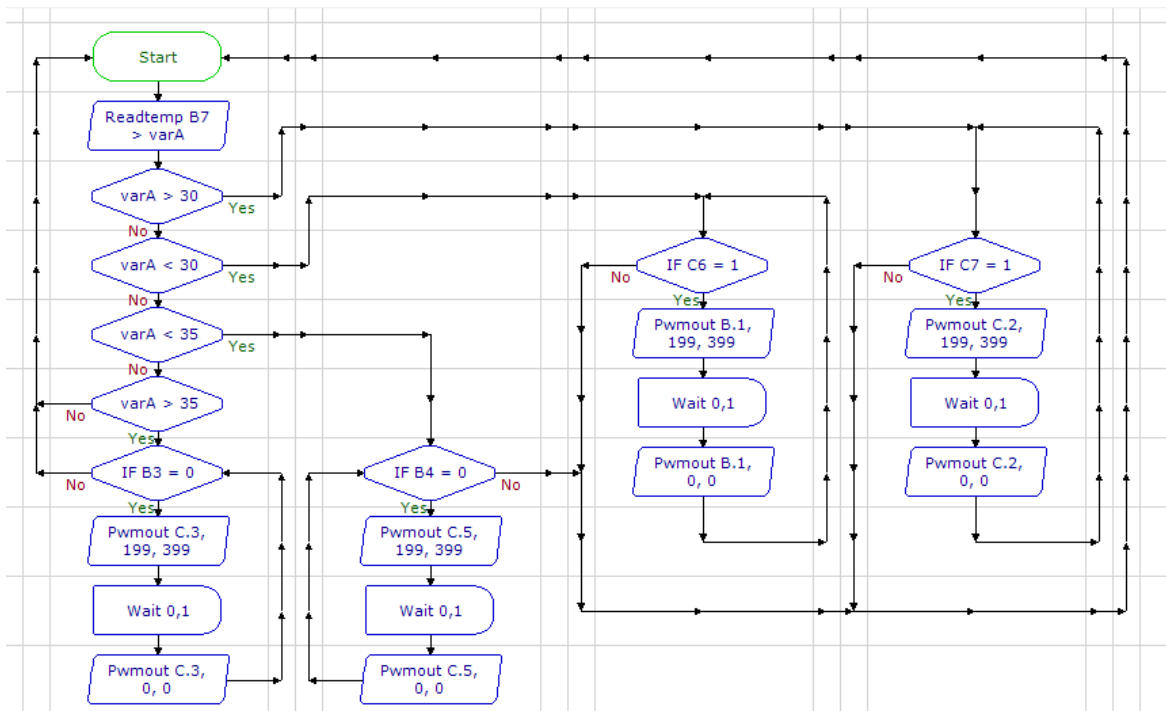 Start
Readtemp B7
> varA
varA > 30
Yes
No
varA < 30
Yes
No
varA < 35
Yes
No
varA > 35
No
Yes
IF B3 = 0
No
Yes
Pwmout C.3,
199, 399
Wait 0,1
Pwmout C.3,
0, 0
IF B4 = 0
No
Yes
Pwmout C.5,
199, 399
Wait 0,1
Pwmout C.5,
0, 0
IF C6 = 1
No
Yes
Pwmout B.1,
199, 399
Wait 0,1
Pwmout B.1,
0, 0
IF C7 = 1
No
Yes
Pwmout C.2,
199, 399
Wait 0,1
Pwmout C.2,
0, 0